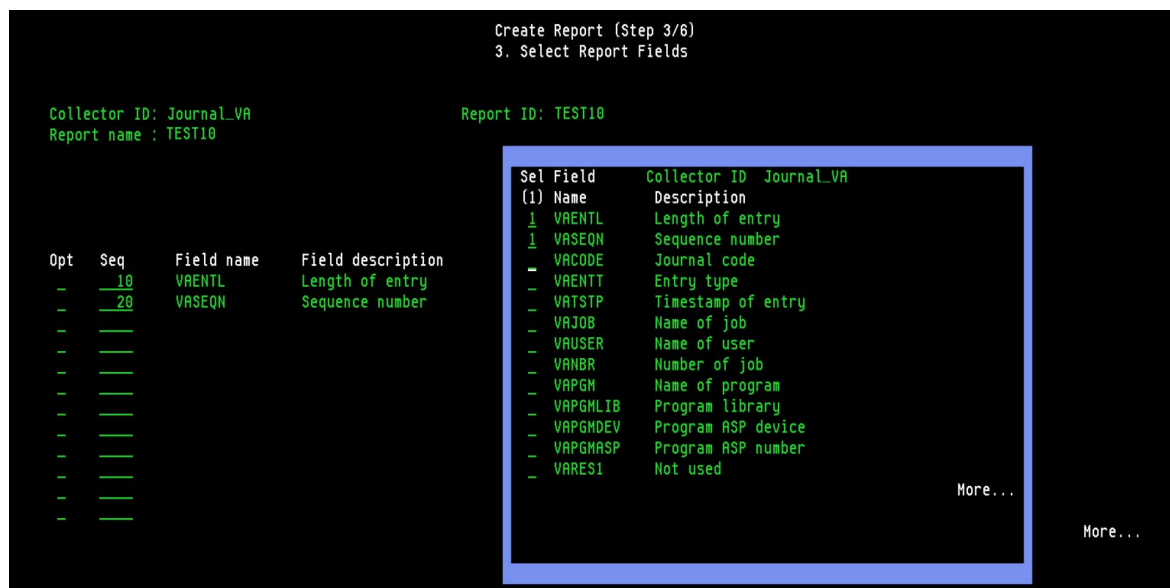 Create Report (Step 3/6)
3. Select Report Fields
Collector ID: Journal_VA Report ID: TEST10
Report name : TEST10
Opt Seq Field name Field description
_ 10 VAENTL Length of entry
_ 20 VASEQN Sequence number
Sel Field Collector ID Journal_VA
(1) Name Description
1 VAENTL Length of entry
1 VASEQN Sequence number
_ VACODE Journal code
_ VAENTT Entry type
_ VATSTP Timestamp of entry
_ VAJOB Name of job
_ VAUSER Name of user
_ VANBR Number of job
_ VAPGM Name of program
_ VAPGMLIB Program library
_ VAPGMDEV Program ASP device
_ VAPGMASP Program ASP number
_ VARES1 Not used
More...
More...